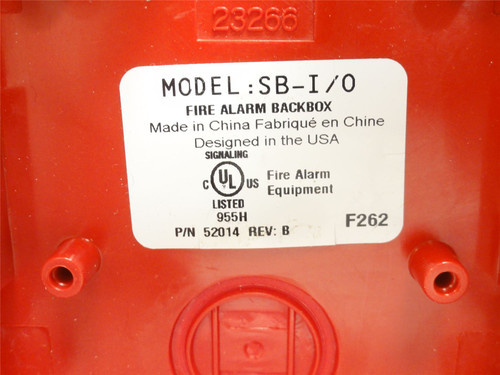 23266
MODEL:SB-I/O
FIRE ALARM BACKBOX
Made in China Fabriqué en Chine
Designed in the USA
SIGNALING
C UL US Fire Alarm
Equipment
LISTED
955H
P/N 52014 REV: B F262